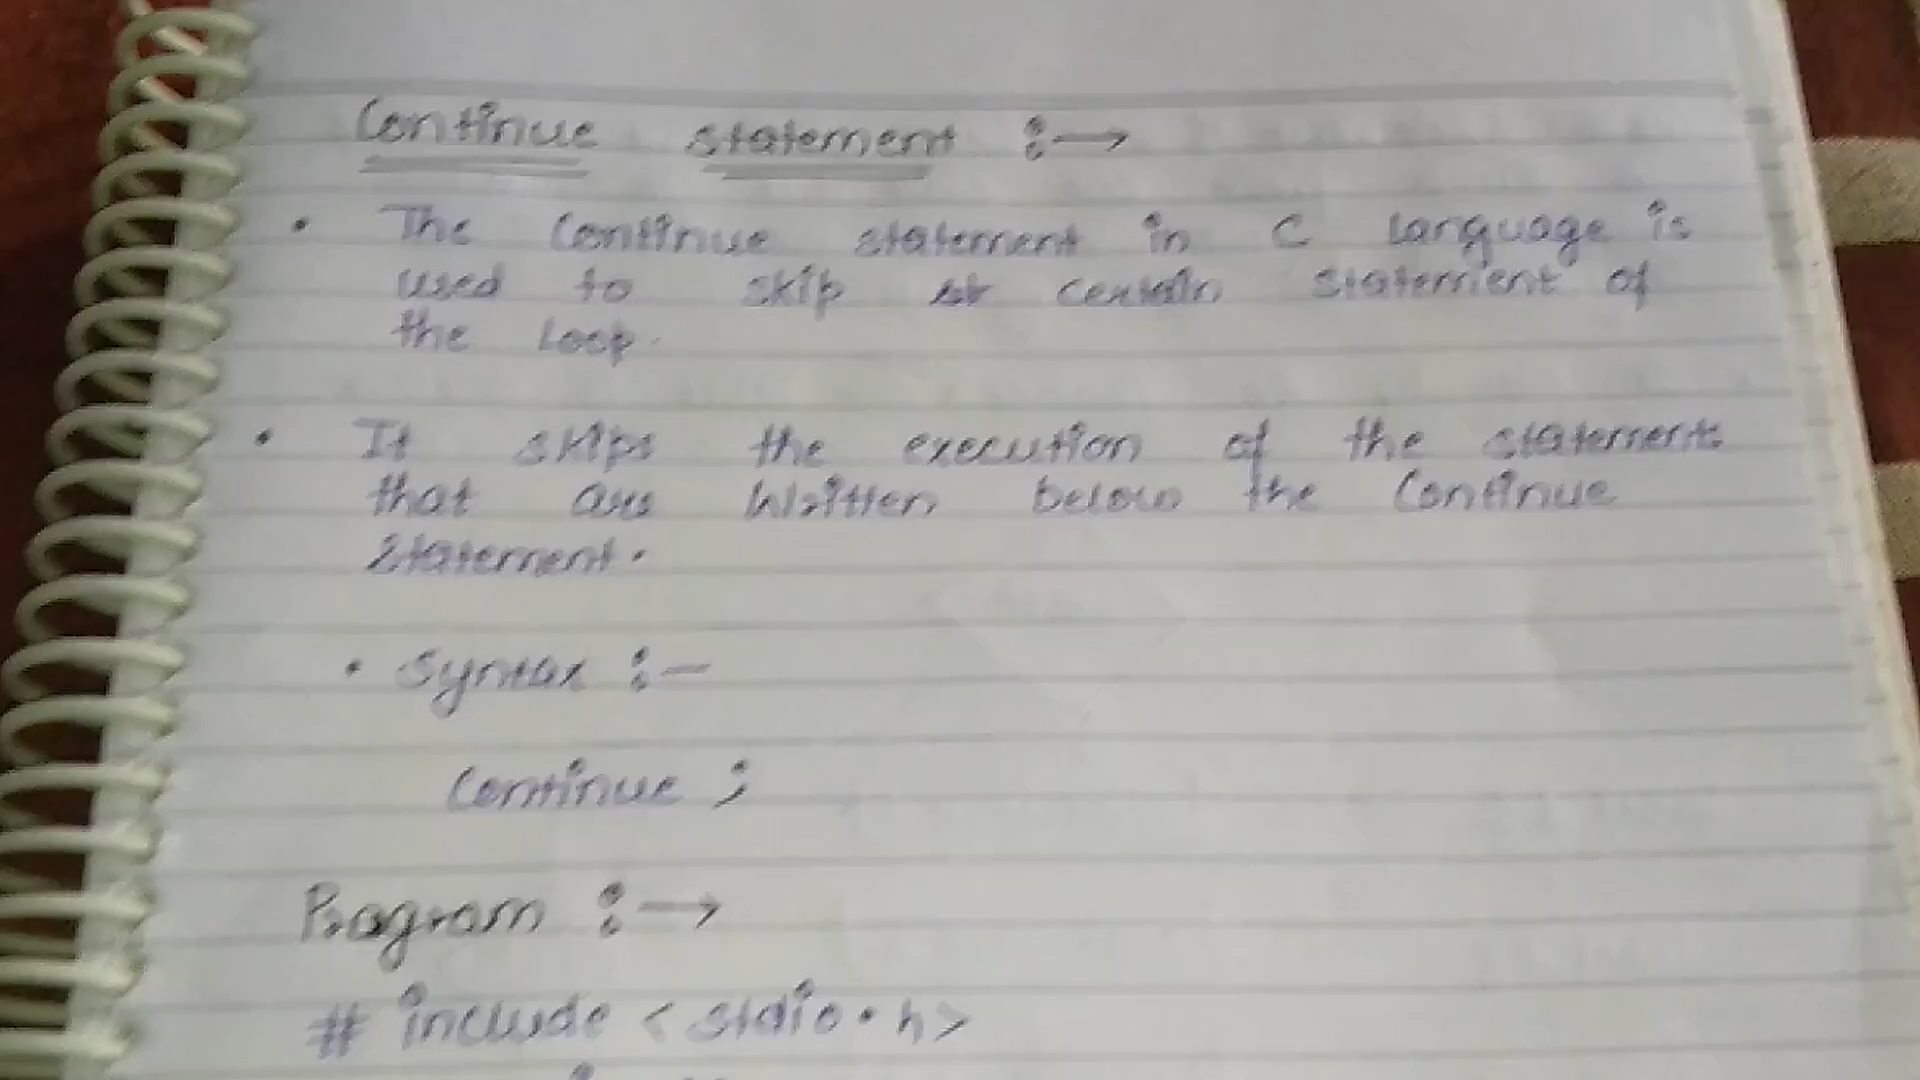 Continue statement :→
• The Continue statement in C Language is
used to skip certain statement of
the Loop.
• It skips the execution of the statements
that are Written below the Continue
Statement.
• Syntax :-
Continue ;
Program :→
# include < stdio.h>